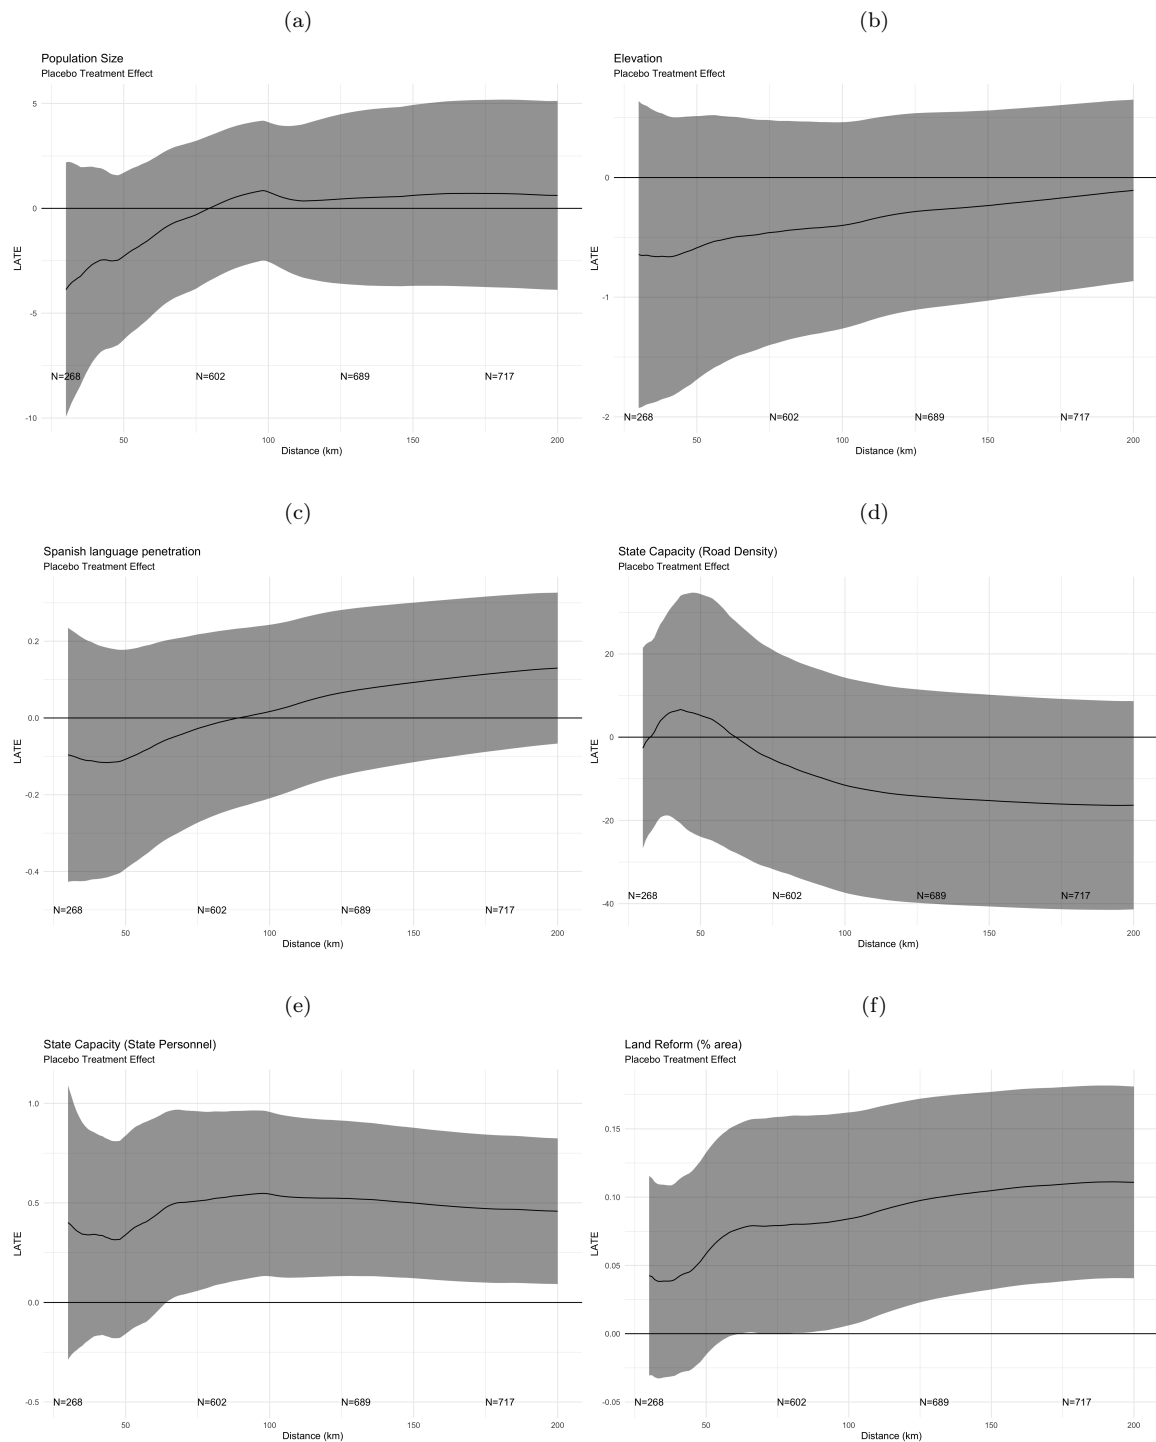 (a)
Population Size
Placebo Treatment Effect
5
0
-5
-10
LATE
N=268 N=602 N=689 N=717
50 100 150 200
Distance (km)
(b)
Elevation
Placebo Treatment Effect
0
-1
-2
LATE
N=268 N=602 N=689 N=717
50 100 150 200
Distance (km)
(c)
Spanish language penetration
Placebo Treatment Effect
0.2
0.0
-0.2
-0.4
LATE
N=268 N=602 N=689 N=717
50 100 150 200
Distance (km)
(d)
State Capacity (Road Density)
Placebo Treatment Effect
20
0
-20
-40
LATE
N=268 N=602 N=689 N=717
50 100 150 200
Distance (km)
(e)
State Capacity (State Personnel)
Placebo Treatment Effect
1.0
0.5
0.0
-0.5
LATE
N=268 N=602 N=689 N=717
50 100 150 200
Distance (km)
(f)
Land Reform (% area)
Placebo Treatment Effect
0.15
0.10
0.05
0.00
-0.05
LATE
N=268 N=602 N=689 N=717
50 100 150 200
Distance (km)